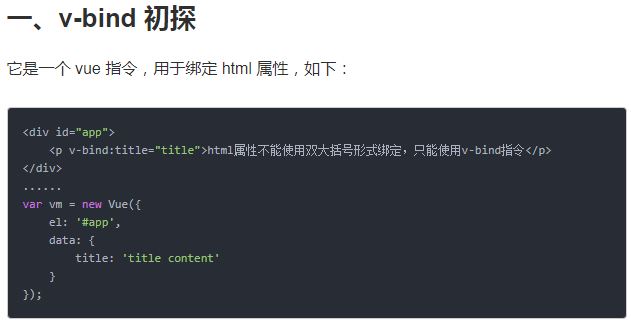 一、v-bind 初探
它是一个 vue 指令，用于绑定 html 属性，如下：
<div id="app">
    <p v-bind:title="title">html属性不能使用双大括号形式绑定，只能使用v-bind指令</p>
</div>
......
var vm = new Vue({
    el: '#app',
    data: {
        title: 'title content'
    }
});